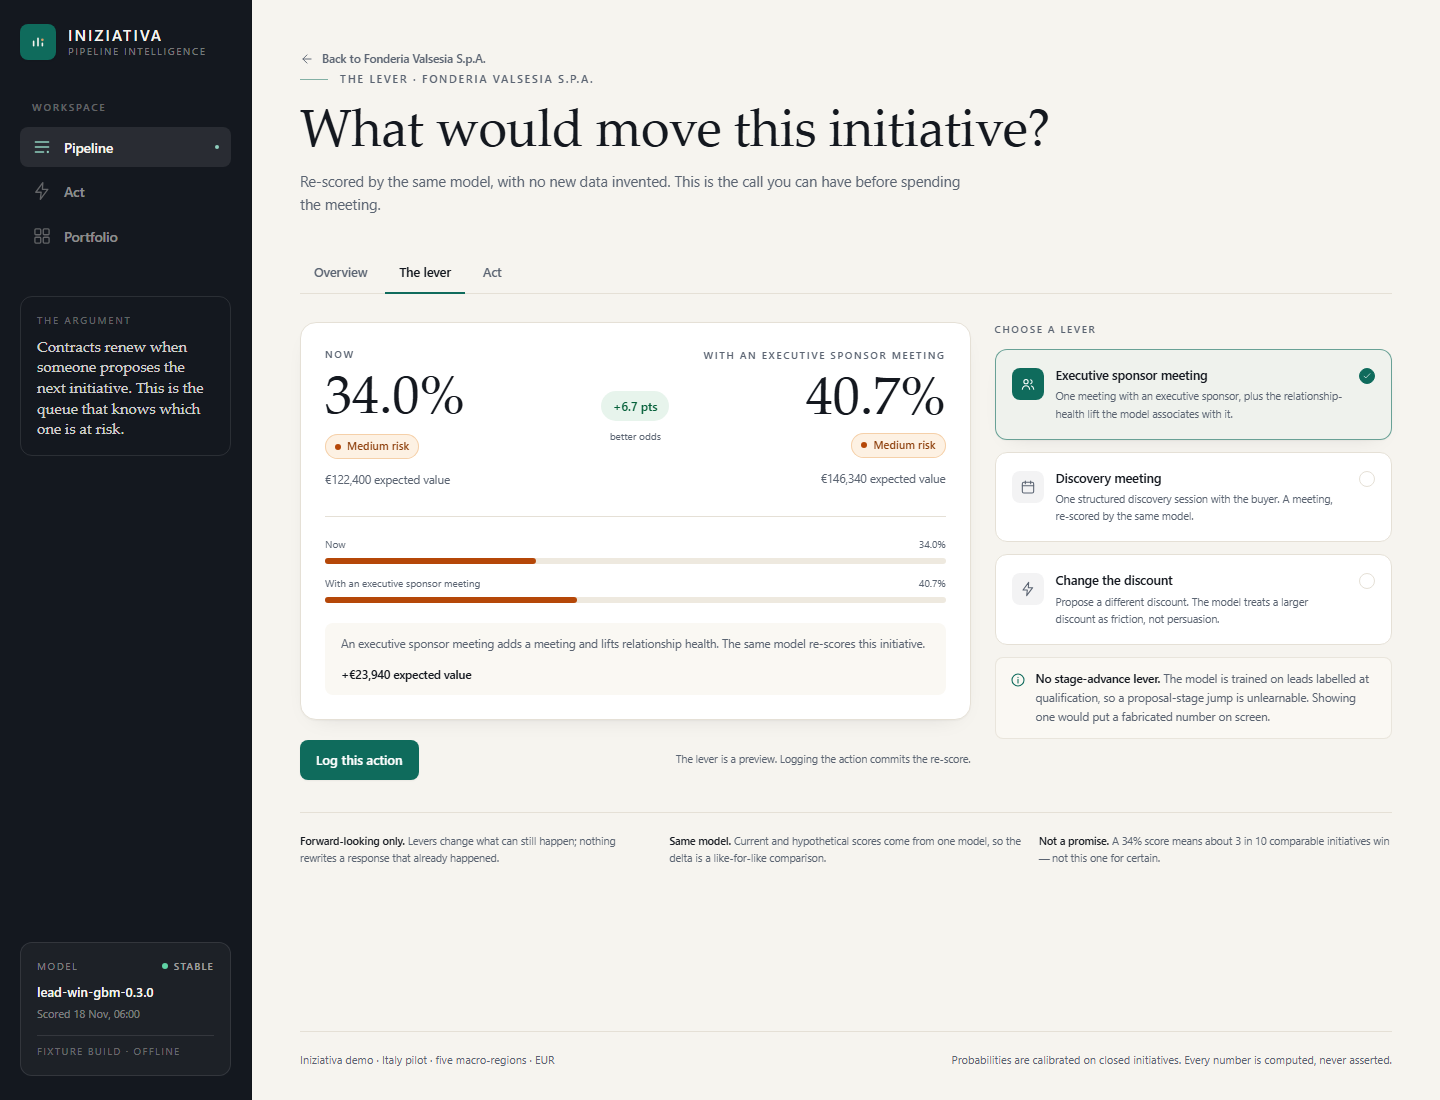 INIZIATIVA
PIPELINE INTELLIGENCE
WORKSPACE
Pipeline
Act
Portfolio
THE ARGUMENT
Contracts renew when
someone proposes the
next initiative. This is the
queue that knows which
one is at risk.
MODEL
STABLE
lead-win-gbm-0.3.0
Scored 18 Nov, 06:00
FIXTURE BUILD · OFFLINE
Back to Fonderia Valsesia S.p.A.
THE LEVER · FONDERIA VALSESIA S.P.A.
What would move this initiative?
Re-scored by the same model, with no new data invented. This is the call you can have before spending
the meeting.
Overview
The lever
Act
NOW
34.0%
Medium risk
€122,400 expected value
+6.7 pts
better odds
WITH AN EXECUTIVE SPONSOR MEETING
40.7%
Medium risk
€146,340 expected value
Now
34.0%
With an executive sponsor meeting
40.7%
An executive sponsor meeting adds a meeting and lifts relationship health. The same model re-scores this initiative.
+€23,940 expected value
Log this action
The lever is a preview. Logging the action commits the re-score.
CHOOSE A LEVER
Executive sponsor meeting
One meeting with an executive sponsor, plus the relationship-
health lift the model associates with it.
Discovery meeting
One structured discovery session with the buyer. A meeting,
re-scored by the same model.
Change the discount
Propose a different discount. The model treats a larger
discount as friction, not persuasion.
No stage-advance lever. The model is trained on leads labelled at
qualification, so a proposal-stage jump is unlearnable. Showing
one would put a fabricated number on screen.
Forward-looking only. Levers change what can still happen; nothing
rewrites a response that already happened.
Same model. Current and hypothetical scores come from one model, so the
delta is a like-for-like comparison.
Not a promise. A 34% score means about 3 in 10 comparable initiatives win
— not this one for certain.
Iniziativa demo · Italy pilot · five macro-regions · EUR
Probabilities are calibrated on closed initiatives. Every number is computed, never asserted.